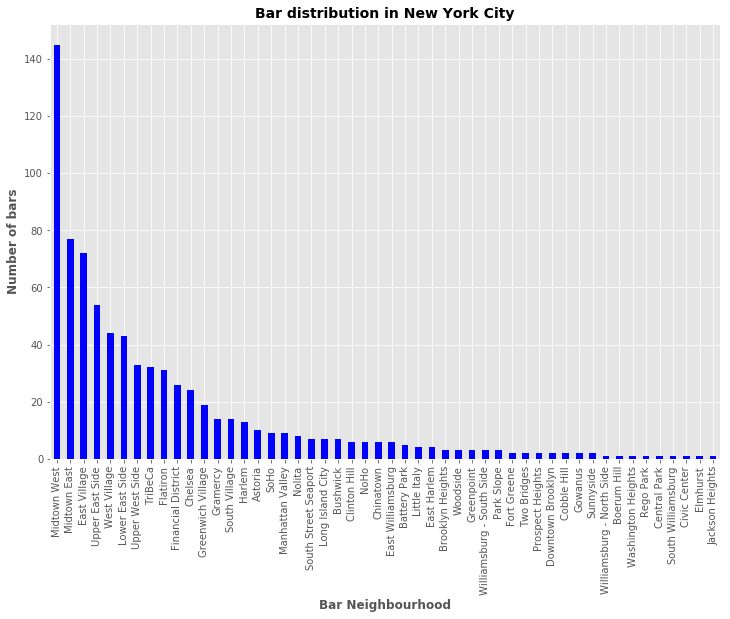 Bar distribution in New York City
Number of bars
140
120
100
80
60
40
20
0
Midtown West
Midtown East
East Village
Upper East Side
West Village
Lower East Side
Upper West Side
TriBeCa
Flatiron
Financial District
Chelsea
Greenwich Village
Gramercy
South Village
Harlem
Astoria
SoHo
Manhattan Valley
Nolita
South Street Seaport
Long Island City
Bushwick
Clinton Hill
NoHo
Chinatown
East Williamsburg
Battery Park
Little Italy
East Harlem
Brooklyn Heights
Woodside
Greenpoint
Williamsburg - South Side
Park Slope
Fort Greene
Two Bridges
Prospect Heights
Downtown Brooklyn
Cobble Hill
Gowanus
Sunnyside
Williamsburg - North Side
Boerum Hill
Washington Heights
Rego Park
Central Park
South Williamsburg
Civic Center
Elmhurst
Jackson Heights
Bar Neighbourhood